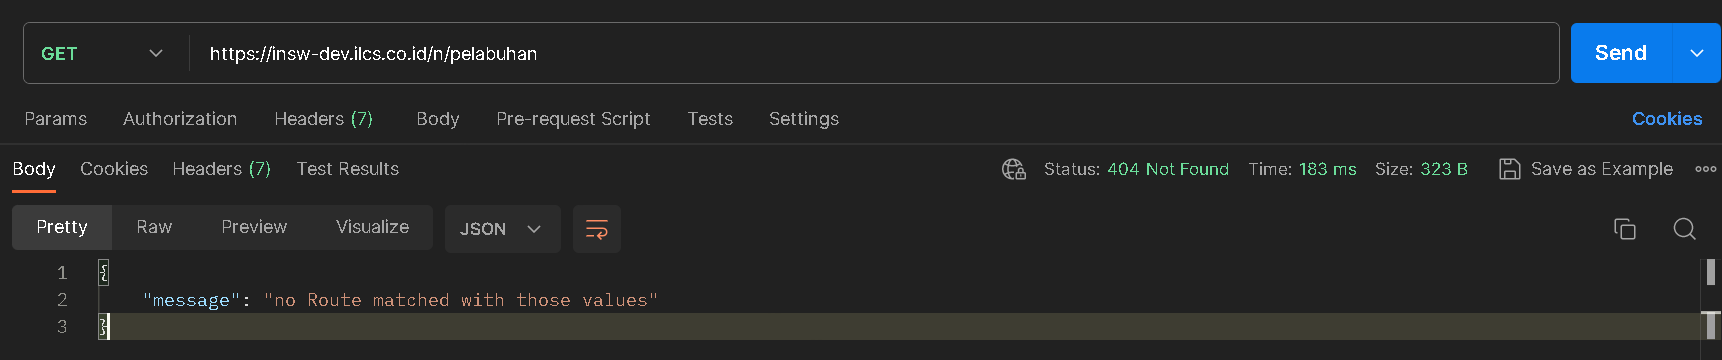 GET https://insw-dev.ilcs.co.id/n/pelabuhan Send
Params Authorization Headers (7) Body Pre-request Script Tests Settings Cookies
Body Cookies Headers (7) Test Results Status: 404 Not Found Time: 183 ms Size: 323 B Save as Example
Pretty Raw Preview Visualize JSON
1 {
2 "message": "no Route matched with those values"
3 }